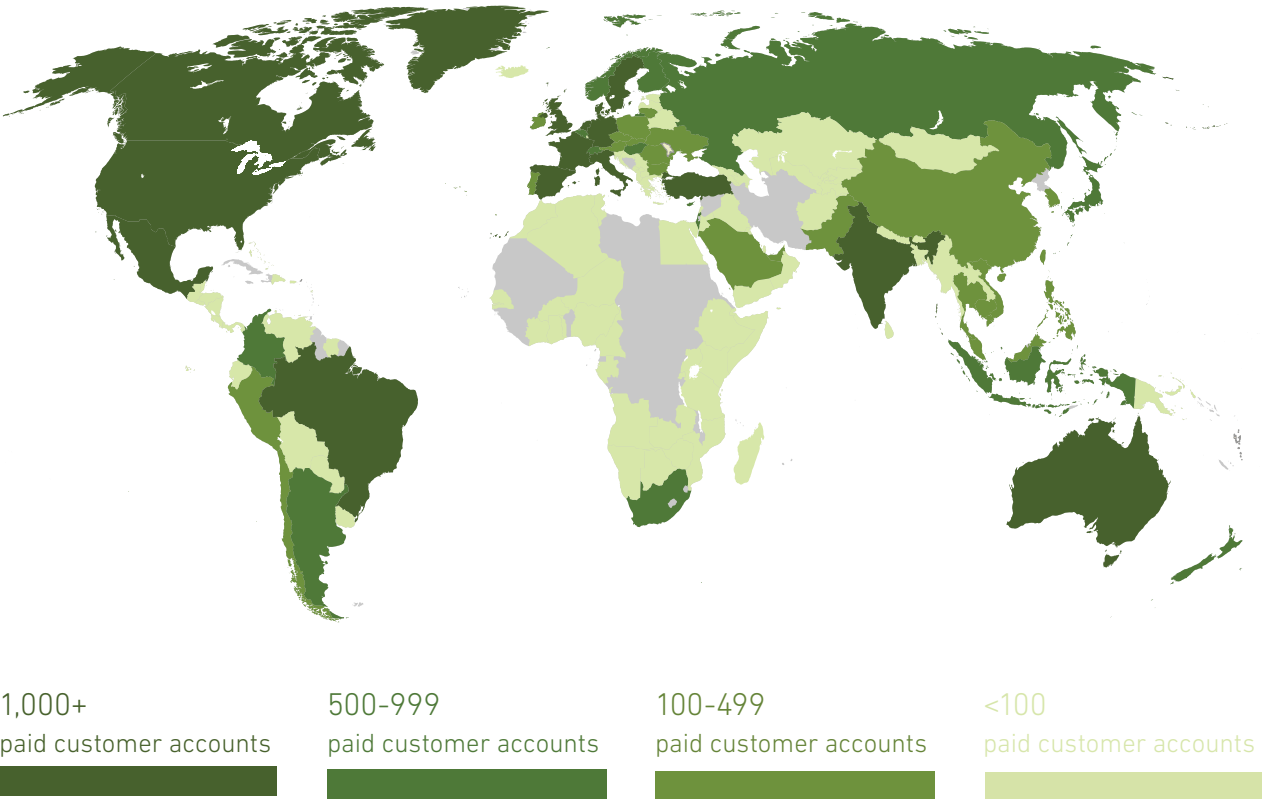 1,000+
paid customer accounts
500-999
paid customer accounts
100-499
paid customer accounts
<100
paid customer accounts